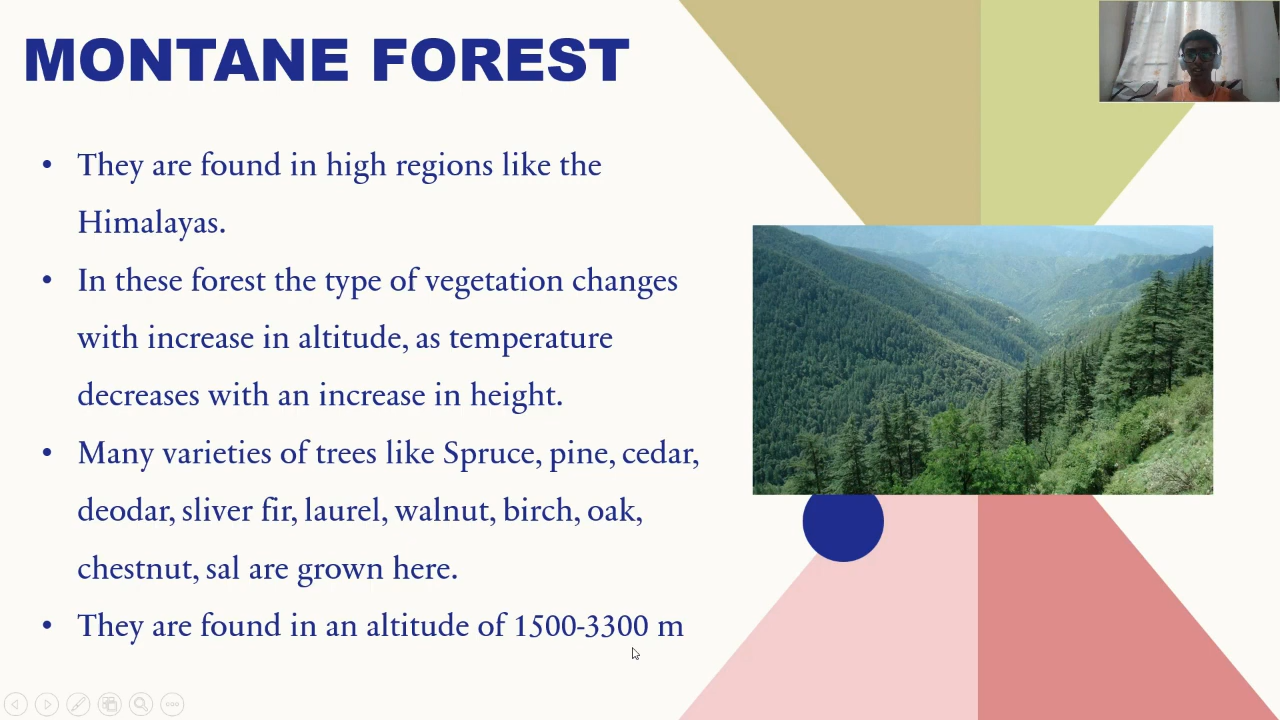 MONTANE FOREST
• They are found in high regions like the
Himalayas.
• In these forest the type of vegetation changes
with increase in altitude, as temperature
decreases with an increase in height.
• Many varieties of trees like Spruce, pine, cedar,
deodar, sliver fir, laurel, walnut, birch, oak,
chestnut, sal are grown here.
• They are found in an altitude of 1500-3300 m